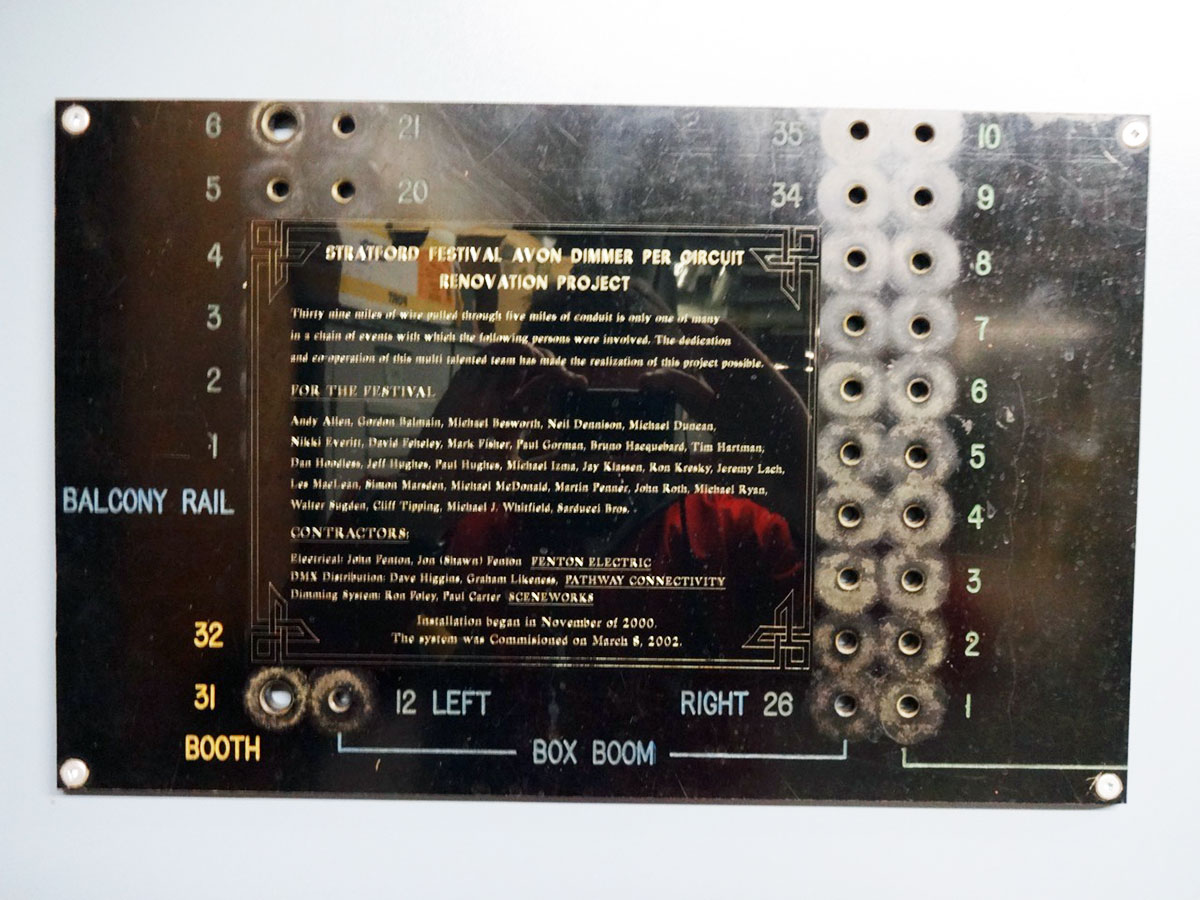 6 21 35 10
5 20 34 9
4 8
3 7
2 6
1 5
BALCONY RAIL 4
3
32 2
31 12 LEFT RIGHT 26 1
BOOTH BOX BOOM
STRATFORD FESTIVAL AVON DIMMER PER CIRCUIT
RENOVATION PROJECT
Thirty nine miles of wire pulled through five miles of conduit is only one of many
in a chain of events with which the following persons were involved. The dedication
and co-operation of this multi talented team has made the realization of this project possible.
FOR THE FESTIVAL
Andy Allen, Gordon Balmain, Michael Besworth, Neil Dennison, Michael Duncan,
Nikki Everitt, David Feheley, Mark Fisher, Paul Gorman, Bruno Hacquebard, Tim Hartman,
Dan Hoodless, Jeff Hughes, Paul Hughes, Michael Izma, Jay Klassen, Ron Kresky, Jeremy Lach,
Les MacLean, Simon Marsden, Michael McDonald, Martin Penner, John Roth, Michael Ryan,
Walter Sugden, Cliff Tipping, Michael J. Whitfield, Sarducci Bros.
CONTRACTORS:
Electrical: John Fenton, Jon (Shawn) Fenton FENTON ELECTRIC
DMX Distribution: Dave Higgins, Graham Likeness, PATHWAY CONNECTIVITY
Dimming System: Ron Foley, Paul Carter SCENEWORKS
Installation began in November of 2000.
The system was Commisioned on March 8, 2002.